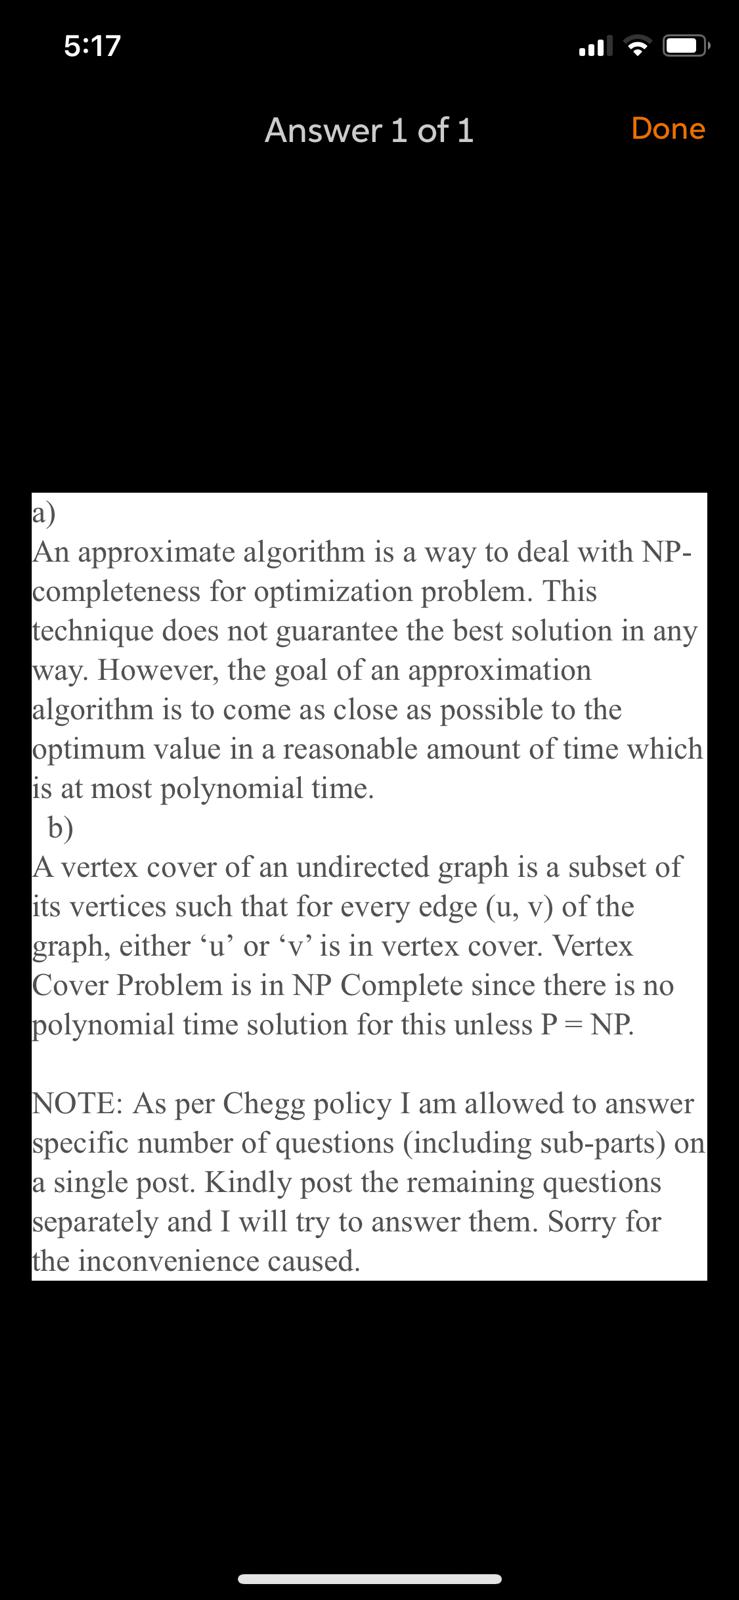 5:17
Answer 1 of 1
Done
a)
An approximate algorithm is a way to deal with NP-
completeness for optimization problem. This
technique does not guarantee the best solution in any
way. However, the goal of an approximation
algorithm is to come as close as possible to the
optimum value in a reasonable amount of time which
is at most polynomial time.
b)
A vertex cover of an undirected graph is a subset of
its vertices such that for every edge (u, v) of the
graph, either ‘u’ or ‘v’ is in vertex cover. Vertex
Cover Problem is in NP Complete since there is no
polynomial time solution for this unless P = NP.
NOTE: As per Chegg policy I am allowed to answer
specific number of questions (including sub-parts) on
a single post. Kindly post the remaining questions
separately and I will try to answer them. Sorry for
the inconvenience caused.